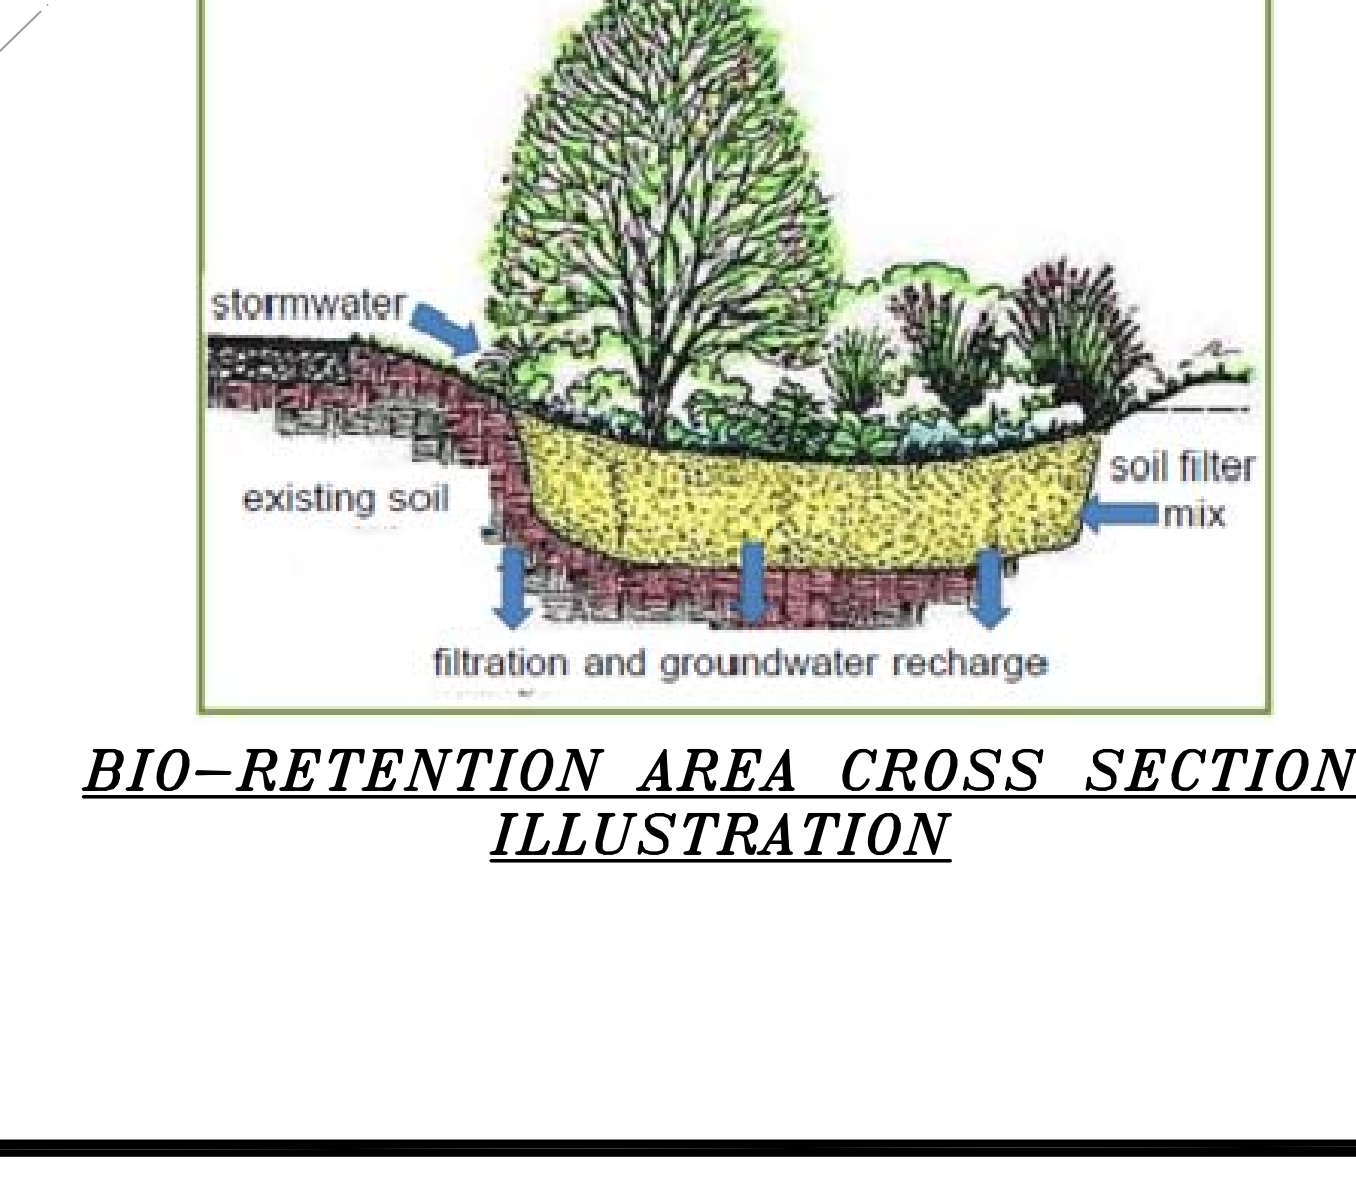 stormwater
existing soil
soil filter
mix
filtration and groundwater recharge
BIO-RETENTION AREA CROSS SECTION
ILLUSTRATION